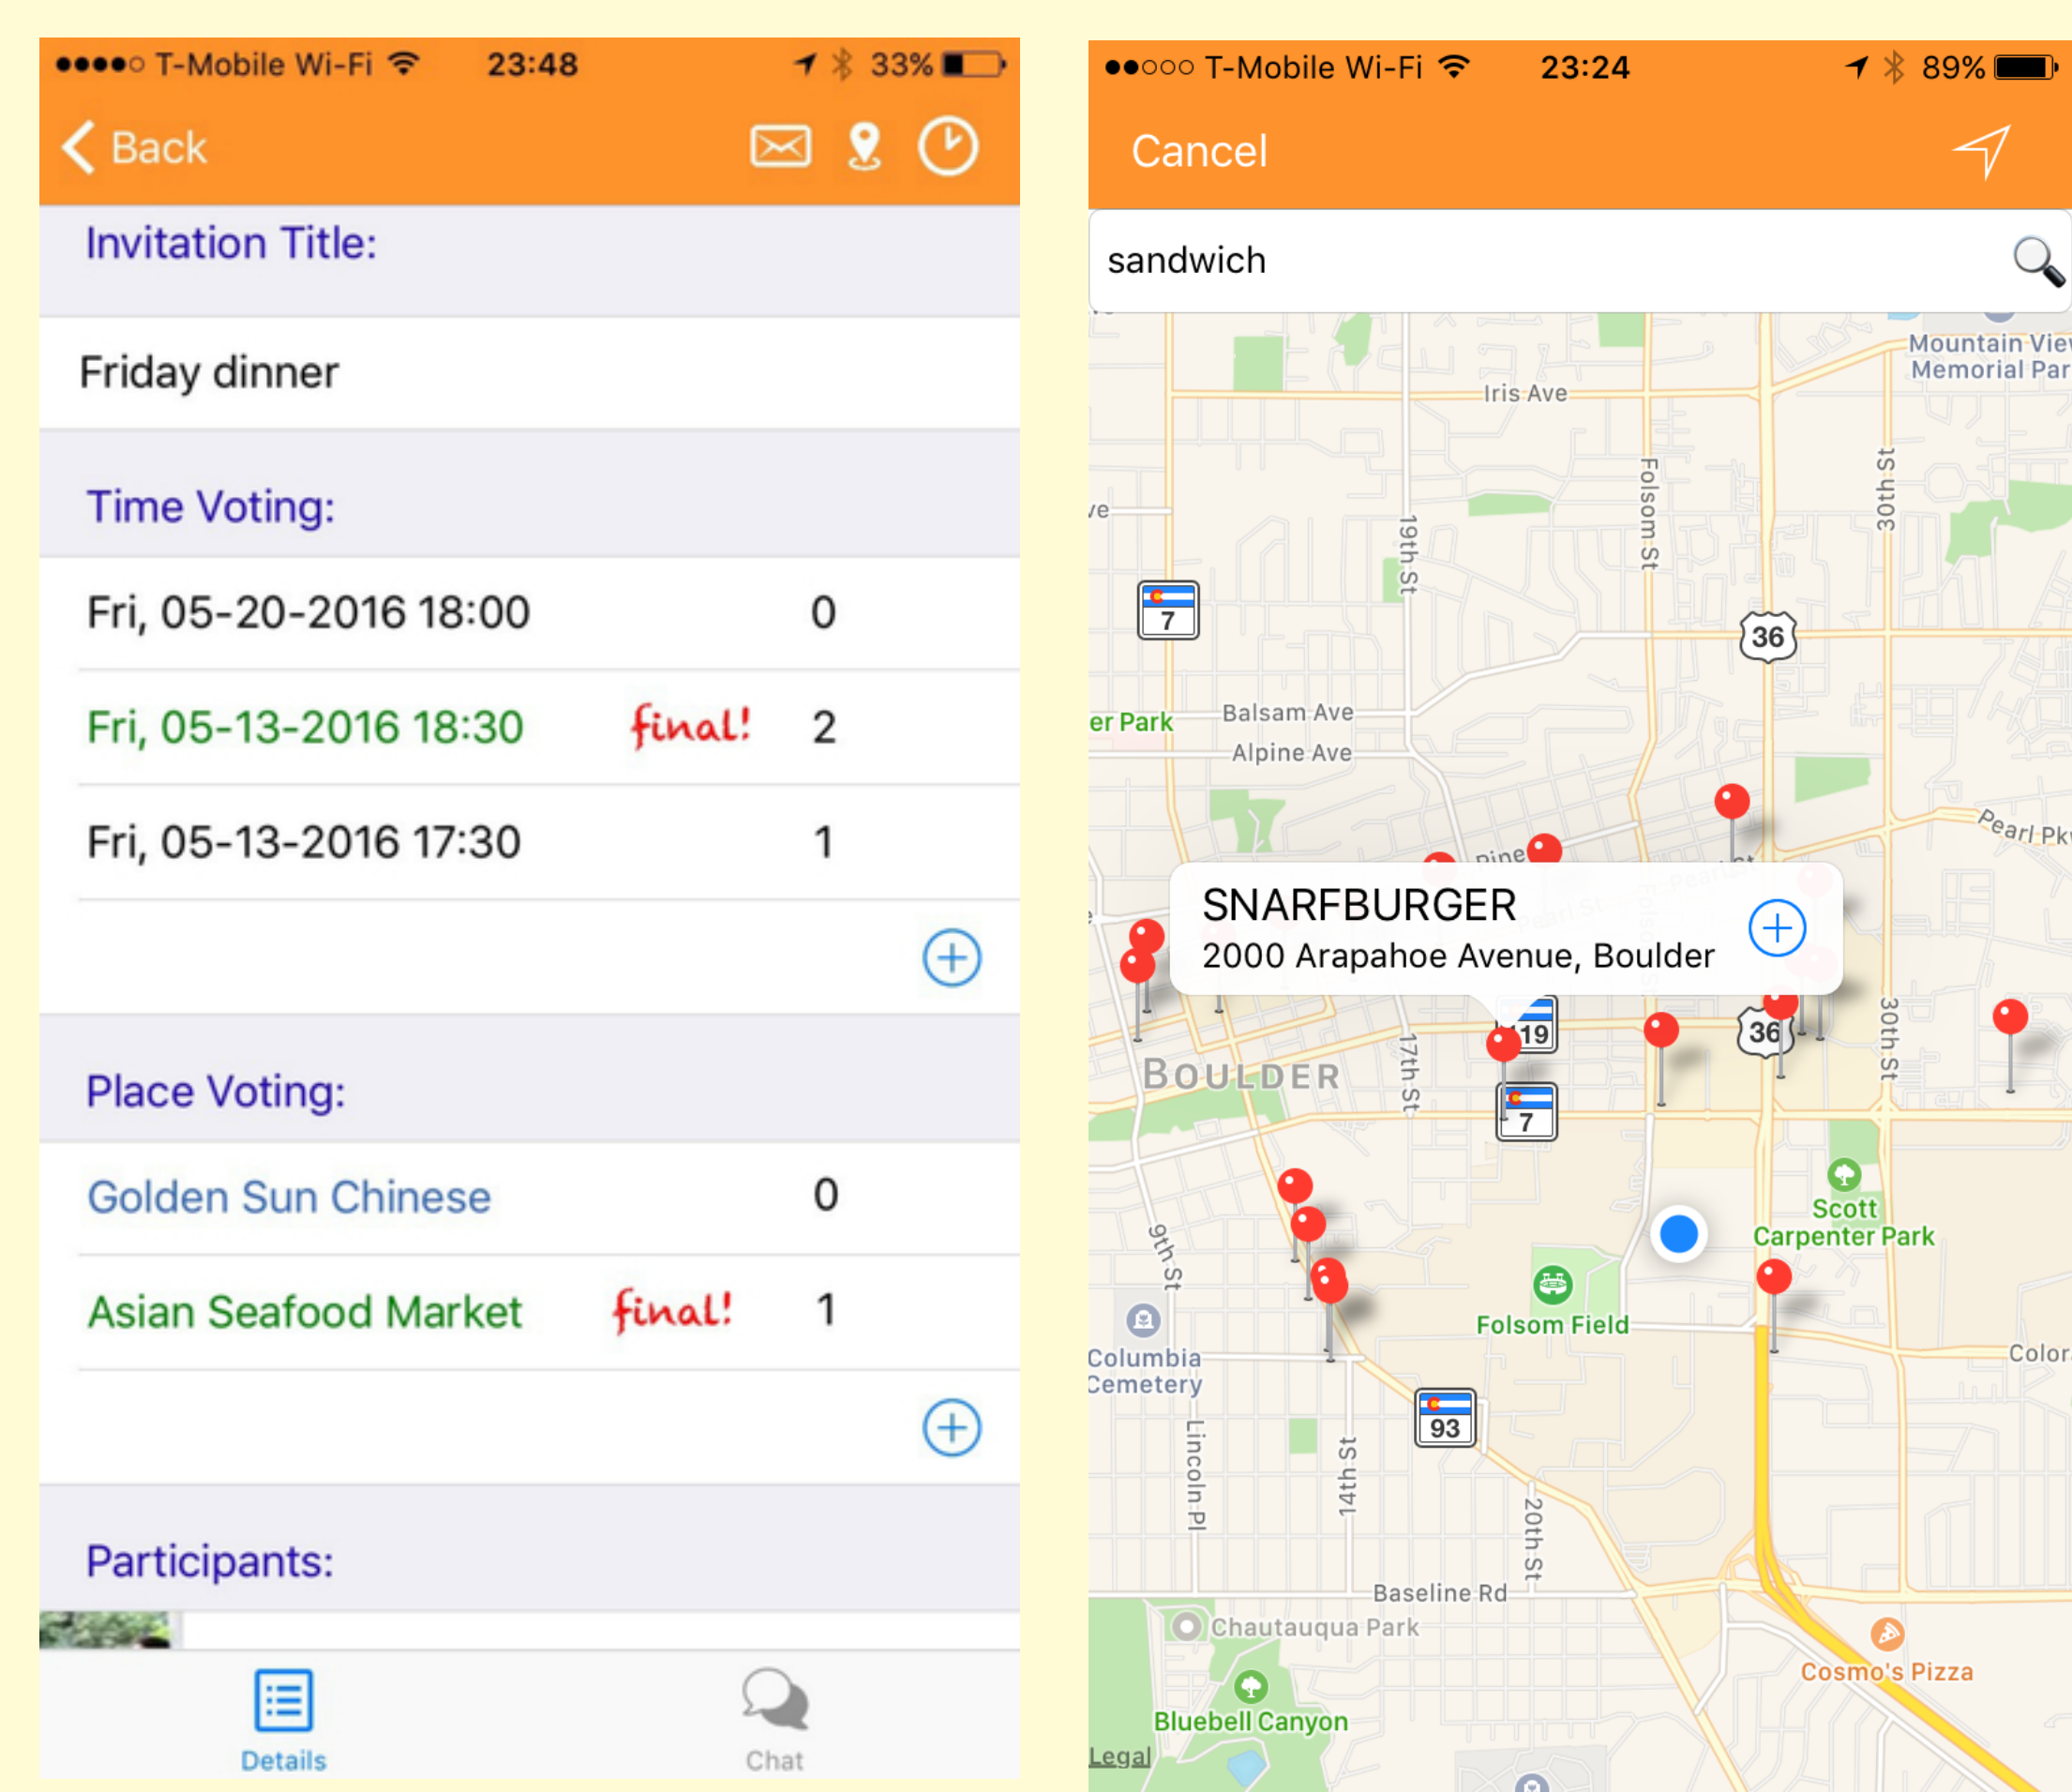 T-Mobile Wi-Fi 23:48 33%
Back
Invitation Title:
Friday dinner
Time Voting:
Fri, 05-20-2016 18:00 0
Fri, 05-13-2016 18:30 final! 2
Fri, 05-13-2016 17:30 1
Place Voting:
Golden Sun Chinese 0
Asian Seafood Market final! 1
Participants:
Details Chat
T-Mobile Wi-Fi 23:24 89%
Cancel
sandwich
Mountain View
Memorial Par
Iris Ave
Folsom St
30th St
19th St
ve
7
36
er Park
Balsam Ave
Alpine Ave
Pearl Pk
Pine
SNARFBURGER
2000 Arapahoe Avenue, Boulder
119
36
30th St
17th St
BOULDER
7
Scott
Carpenter Park
9th St
Folsom Field
Columbia
Cemetery
Color
93
Lincoln Pl
14th St
20th St
Baseline Rd
Chautauqua Park
Cosmo's Pizza
Bluebell Canyon
Legal